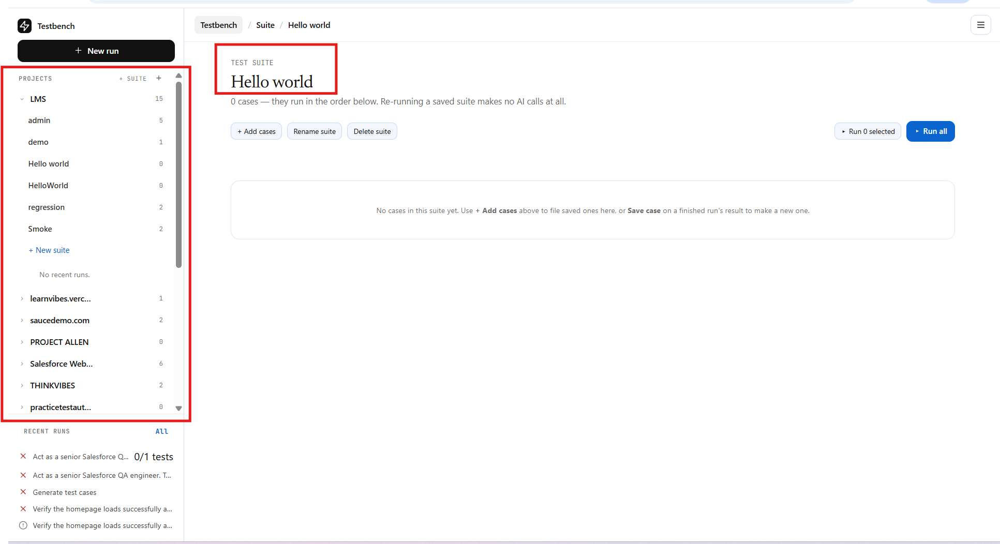 Testbench
+ New run
PROJECTS + SUITE +
LMS 15
admin 5
demo 1
Hello world 0
HelloWorld 0
regression 2
Smoke 2
+ New suite
No recent runs.
learnvibes.verc... 1
saucedemo.com 2
PROJECT ALLEN 0
Salesforce Web... 6
THINKVIBES 2
practicetestaut... 0
RECENT RUNS All
Act as a senior Salesforce Q... 0/1 tests
Act as a senior Salesforce QA engineer. T...
Generate test cases
Verify the homepage loads successfully a...
Verify the homepage loads successfully a...
Testbench / Suite / Hello world
TEST SUITE
Hello world
0 cases — they run in the order below. Re-running a saved suite makes no AI calls at all.
+ Add cases Rename suite Delete suite Run 0 selected Run all
No cases in this suite yet. Use + Add cases above to file saved ones here, or Save case on a finished run's result to make a new one.